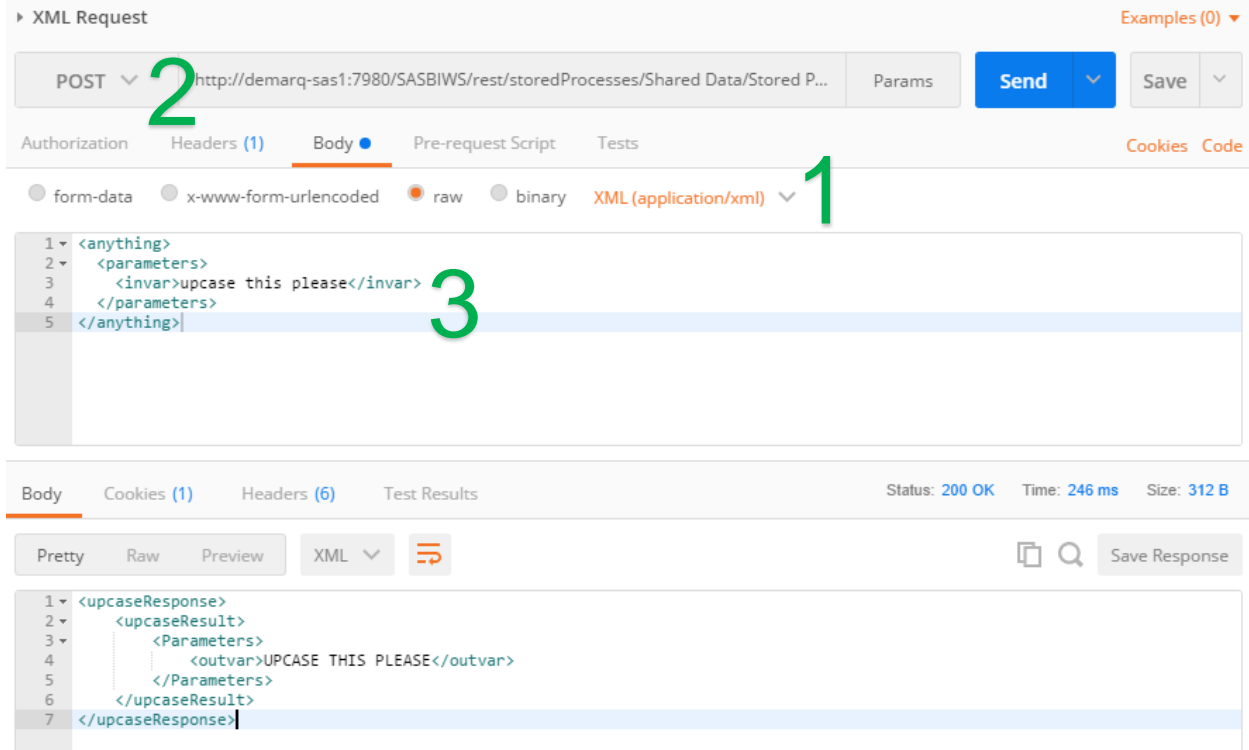 XML Request Examples (0)
POST 2 http://demarq-sas1:7980/SASBIWS/rest/storedProcesses/Shared Data/Stored P... Params Send Save
Authorization Headers (1) Body Pre-request Script Tests Cookies Code
form-data x-www-form-urlencoded raw binary XML (application/xml) 1
1 <anything>
2 <parameters>
3 <invar>upcase this please</invar> 3
4 </parameters>
5 </anything>
Body Cookies (1) Headers (6) Test Results Status: 200 OK Time: 246 ms Size: 312 B
Pretty Raw Preview XML Save Response
1 <upcaseResponse>
2 <upcaseResult>
3 <Parameters>
4 <outvar>UPCASE THIS PLEASE</outvar>
5 </Parameters>
6 </upcaseResult>
7 </upcaseResponse>